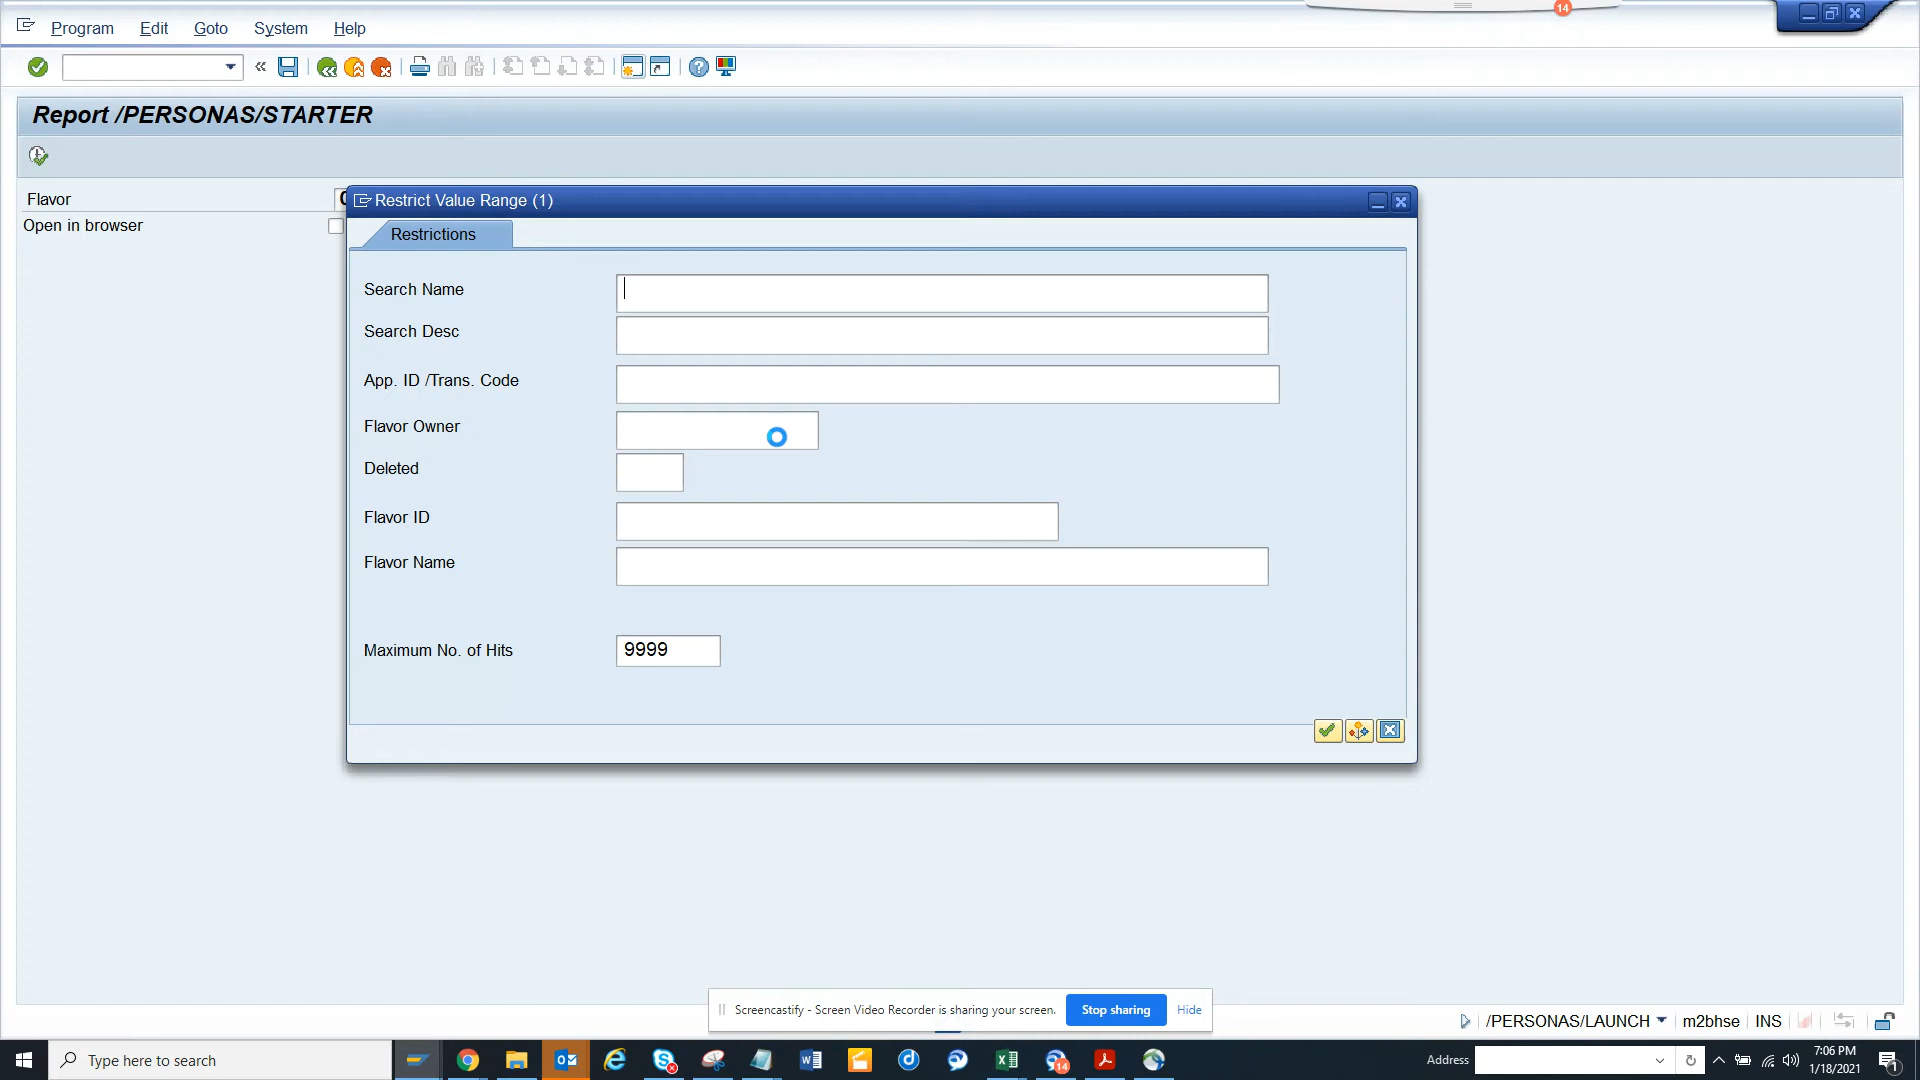 14
Program Edit Goto System Help
Report /PERSONAS/STARTER
Flavor
Open in browser
Restrict Value Range (1)
Restrictions
Search Name
Search Desc
App. ID /Trans. Code
Flavor Owner
Deleted
Flavor ID
Flavor Name
Maximum No. of Hits 9999
Screencastify - Screen Video Recorder is sharing your screen. Stop sharing Hide
/PERSONAS/LAUNCH m2bhse INS
Type here to search
14
Address
7:06 PM
1/18/2021
1